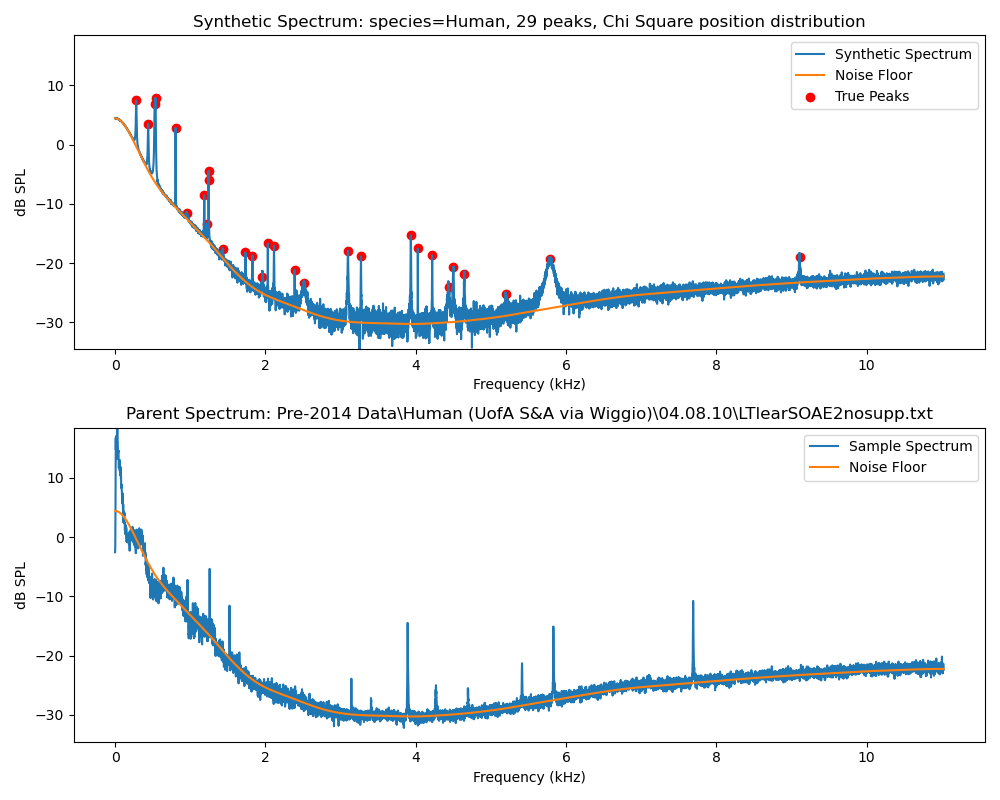 Synthetic Spectrum: species=Human, 29 peaks, Chi Square position distribution
10
0
−10
−20
−30
dB SPL
Synthetic Spectrum
Noise Floor
True Peaks
0 2 4 6 8 10
Frequency (kHz)
Parent Spectrum: Pre-2014 Data\Human (UofA S&A via Wiggio)\04.08.10\LTlearSOAE2nosupp.txt
10
0
−10
−20
−30
dB SPL
Sample Spectrum
Noise Floor
0 2 4 6 8 10
Frequency (kHz)